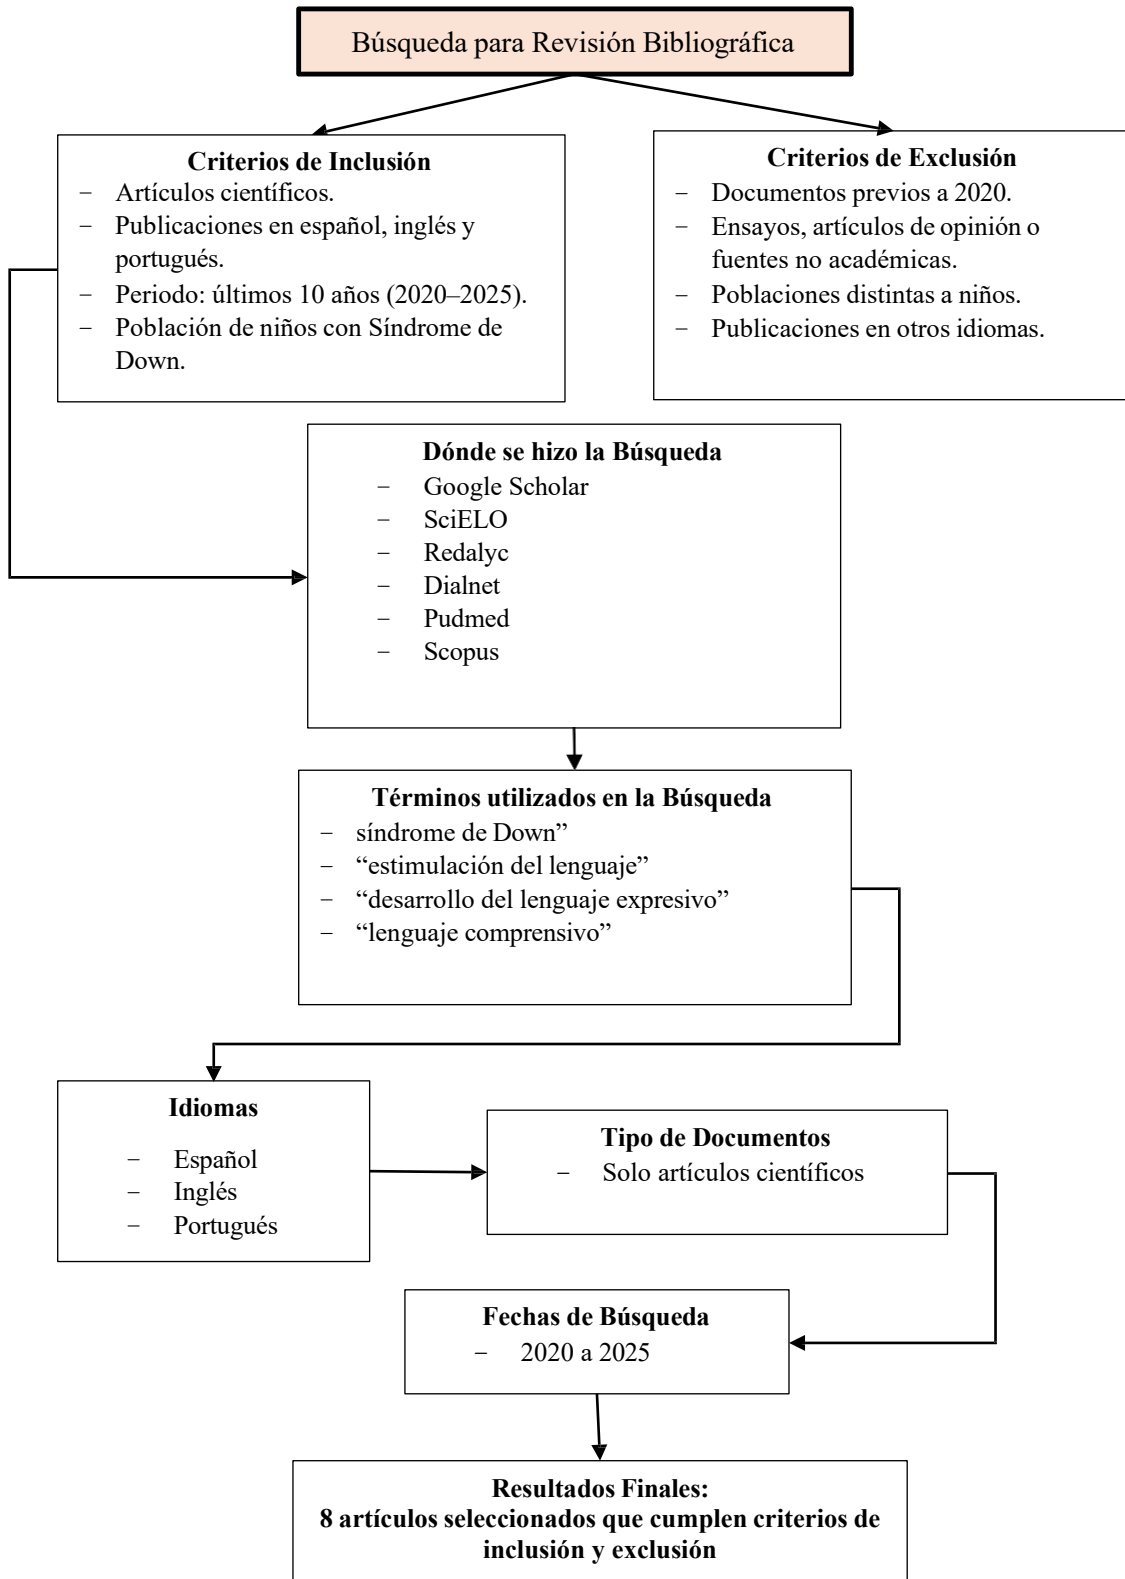 Búsqueda para Revisión Bibliográfica
Criterios de Inclusión
− Artículos científicos.
− Publicaciones en español, inglés y
portugués.
− Periodo: últimos 10 años (2020–2025).
− Población de niños con Síndrome de
Down.
Criterios de Exclusión
− Documentos previos a 2020.
− Ensayos, artículos de opinión o
fuentes no académicas.
− Poblaciones distintas a niños.
− Publicaciones en otros idiomas.
Dónde se hizo la Búsqueda
− Google Scholar
− SciELO
− Redalyc
− Dialnet
− Pudmed
− Scopus
Términos utilizados en la Búsqueda
− síndrome de Down”
− “estimulación del lenguaje”
− “desarrollo del lenguaje expresivo”
− “lenguaje comprensivo”
Idiomas
− Español
− Inglés
− Portugués
Tipo de Documentos
− Solo artículos científicos
Fechas de Búsqueda
− 2020 a 2025
Resultados Finales:
8 artículos seleccionados que cumplen criterios de
inclusión y exclusión